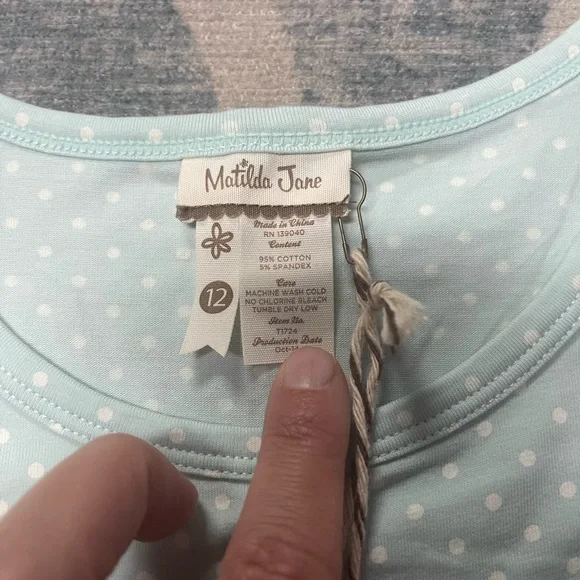 Matilda Jane
Made in China
RN 139040
Content
95% COTTON
5% SPANDEX
Care
MACHINE WASH COLD
NO CHLORINE BLEACH
TUMBLE DRY LOW
Item No.
T1724
Production Date
12